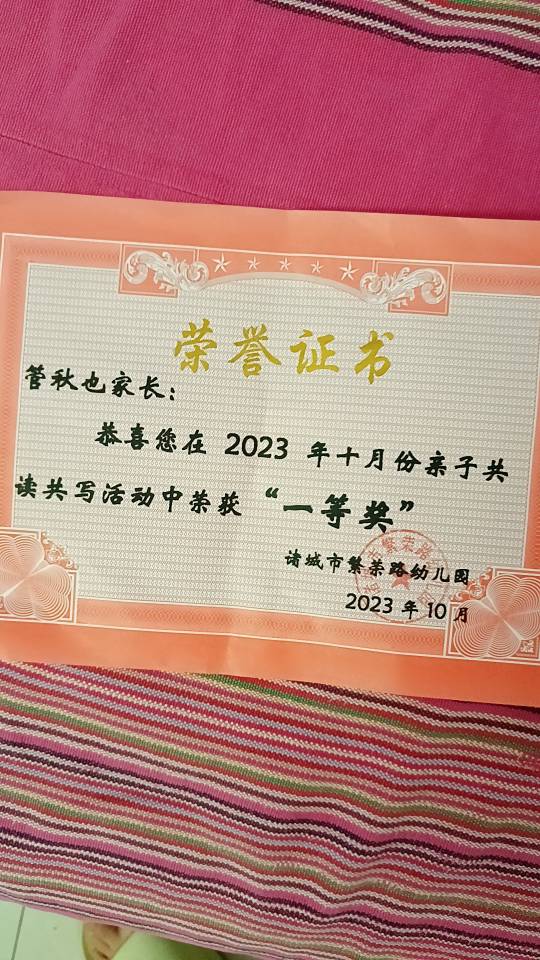 荣誉证书
管秋也家长：
恭喜您在 2023 年十月份亲子共
读共写活动中荣获“一等奖”
诸城市繁荣路幼儿园
2023 年 10 月